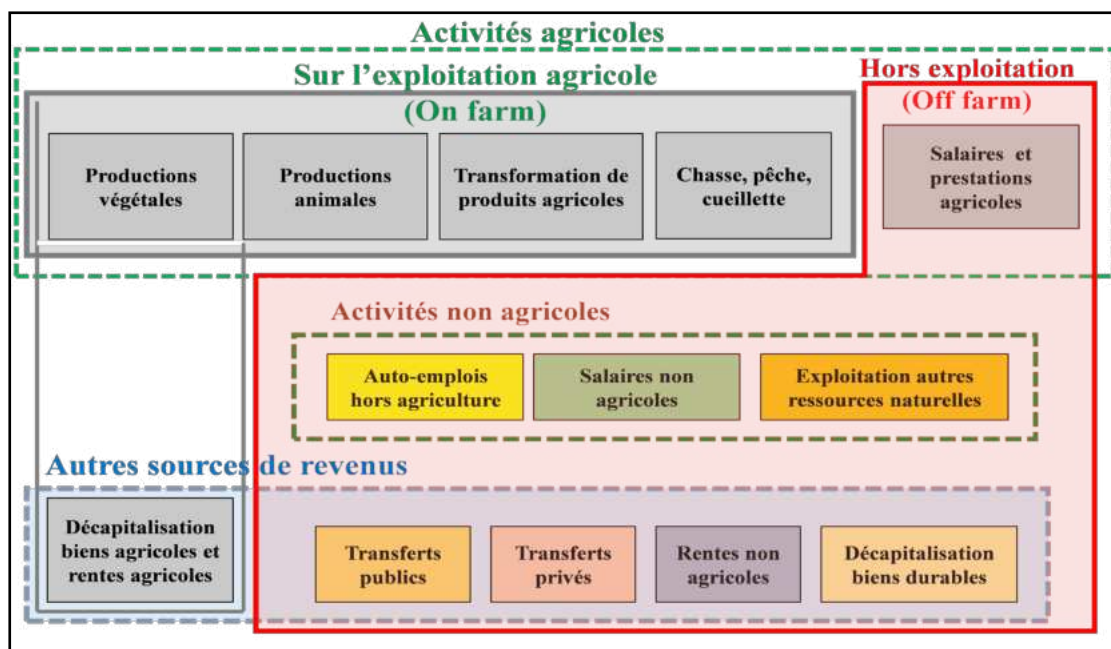 Activités agricoles
Sur l'exploitation agricole
(On farm)
Hors exploitation
(Off farm)
Productions
végétales
Productions
animales
Transformation de
produits agricoles
Chasse, pêche,
cueillette
Salaires et
prestations
agricoles
Activités non agricoles
Auto-emplois
hors agriculture
Salaires non
agricoles
Exploitation autres
ressources naturelles
Autres sources de revenus
Décapitalisation
biens agricoles et
rentes agricoles
Transferts
publics
Transferts
privés
Rentes non
agricoles
Décapitalisation
biens durables